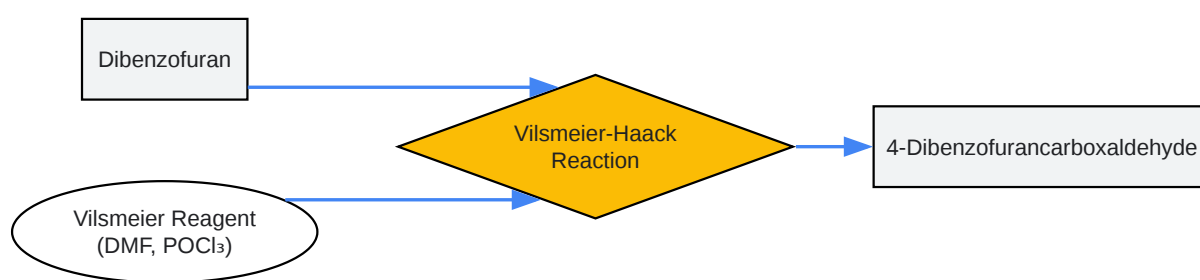 Dibenzofuran
Vilsmeier-Haack
Reaction
4-Dibenzofurancarboxaldehyde
Vilsmeier Reagent
(DMF, POCl₃)